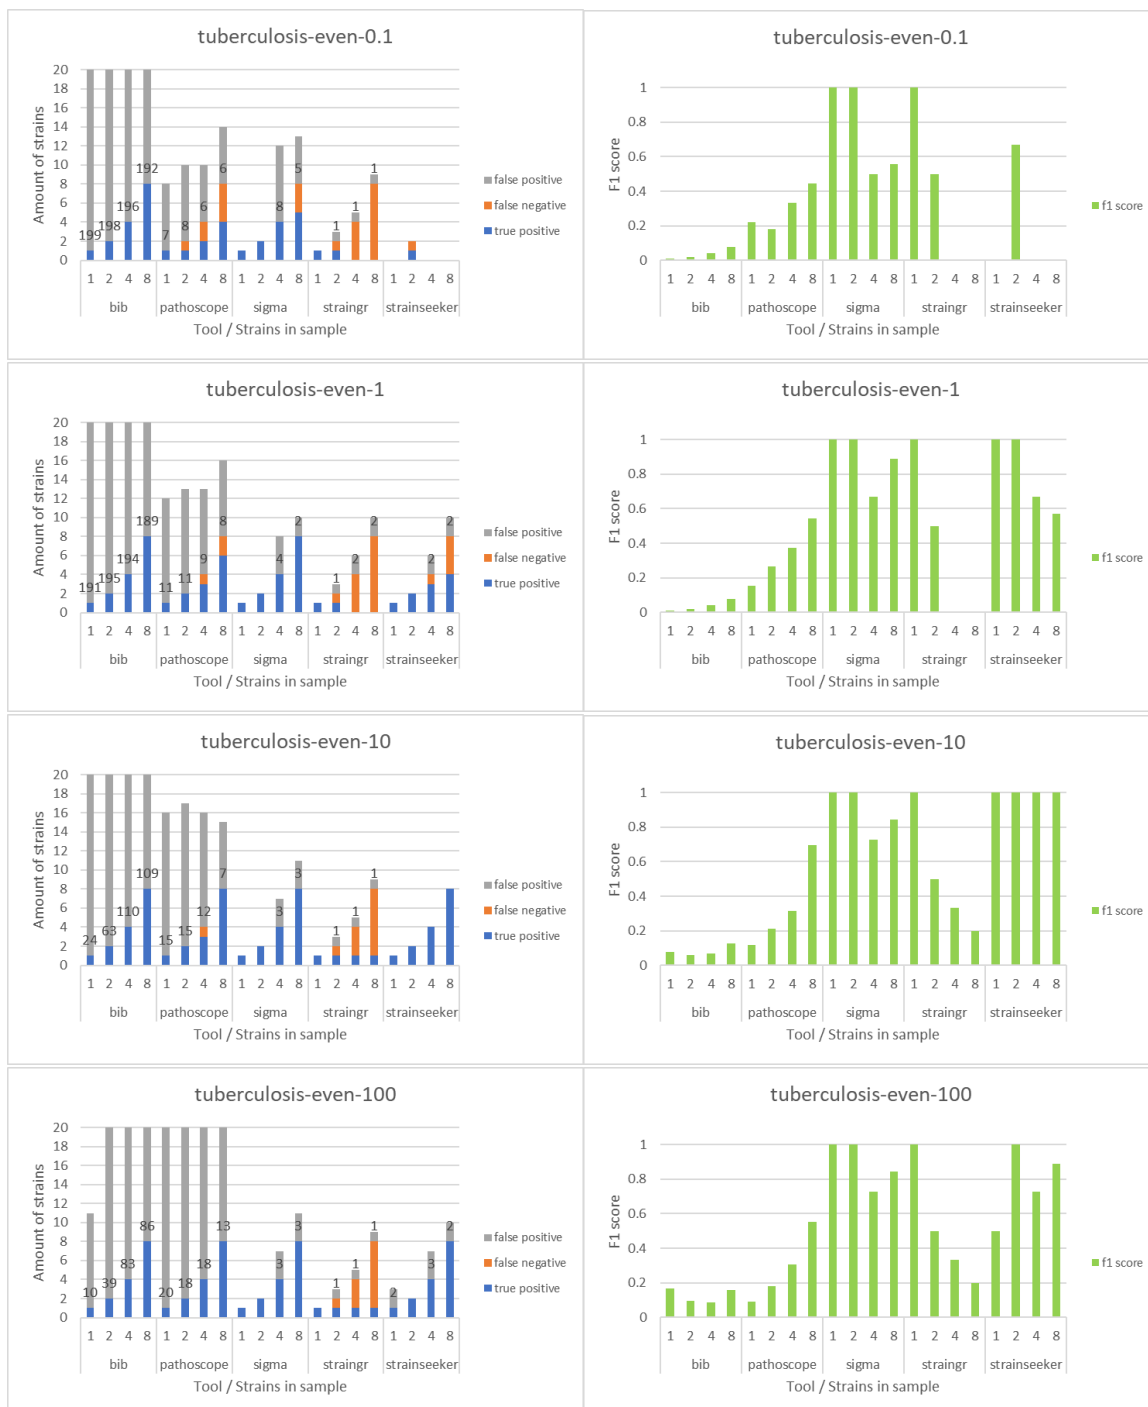 tuberculosis-even-0.1
Amount of strains
20
18
16
14
12
10
8
6
4
2
0
199 198 196 192 7 8 6 6 8 5 1 1 1
1 2 4 8 1 2 4 8 1 2 4 8 1 2 4 8 1 2 4 8
bib pathoscope sigma straingr strainseeker
Tool / Strains in sample
false positive
false negative
true positive
tuberculosis-even-0.1
F1 score
1
0.8
0.6
0.4
0.2
0
1 2 4 8 1 2 4 8 1 2 4 8 1 2 4 8 1 2 4 8
bib pathoscope sigma straingr strainseeker
Tool / Strains in sample
f1 score
tuberculosis-even-1
Amount of strains
20
18
16
14
12
10
8
6
4
2
0
191 195 194 189 11 11 9 8 4 2 1 2 2 2 2
1 2 4 8 1 2 4 8 1 2 4 8 1 2 4 8 1 2 4 8
bib pathoscope sigma straingr strainseeker
Tool / Strains in sample
false positive
false negative
true positive
tuberculosis-even-1
F1 score
1
0.8
0.6
0.4
0.2
0
1 2 4 8 1 2 4 8 1 2 4 8 1 2 4 8 1 2 4 8
bib pathoscope sigma straingr strainseeker
Tool / Strains in sample
f1 score
tuberculosis-even-10
Amount of strains
20
18
16
14
12
10
8
6
4
2
0
24 63 110 109 15 15 12 7 3 3 1 1 1
1 2 4 8 1 2 4 8 1 2 4 8 1 2 4 8 1 2 4 8
bib pathoscope sigma straingr strainseeker
Tool / Strains in sample
false positive
false negative
true positive
tuberculosis-even-10
F1 score
1
0.8
0.6
0.4
0.2
0
1 2 4 8 1 2 4 8 1 2 4 8 1 2 4 8 1 2 4 8
bib pathoscope sigma straingr strainseeker
Tool / Strains in sample
f1 score
tuberculosis-even-100
Amount of strains
20
18
16
14
12
10
8
6
4
2
0
10 39 83 86 20 18 18 13 3 3 1 1 1 2 3 2
1 2 4 8 1 2 4 8 1 2 4 8 1 2 4 8 1 2 4 8
bib pathoscope sigma straingr strainseeker
Tool / Strains in sample
false positive
false negative
true positive
tuberculosis-even-100
F1 score
1
0.8
0.6
0.4
0.2
0
1 2 4 8 1 2 4 8 1 2 4 8 1 2 4 8 1 2 4 8
bib pathoscope sigma straingr strainseeker
Tool / Strains in sample
f1 score